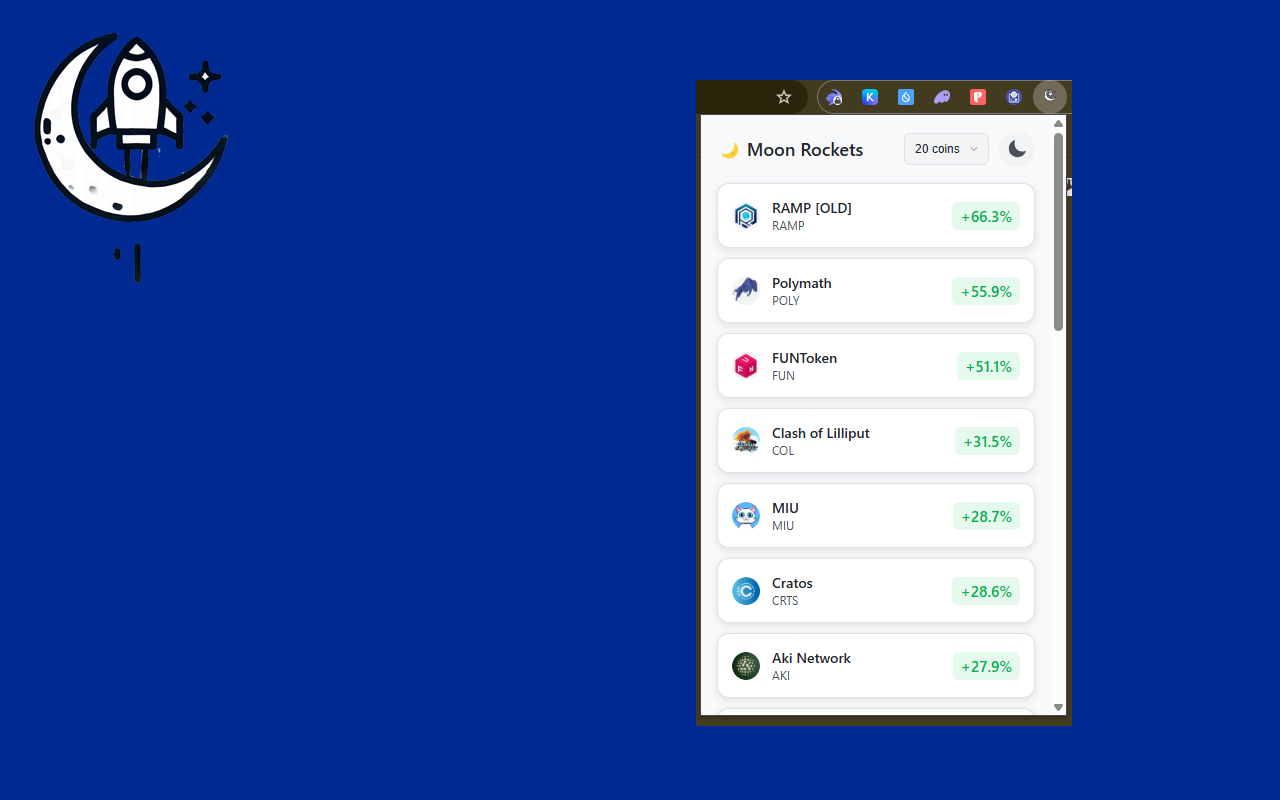 🌙 Moon Rockets
20 coins
RAMP [OLD]
RAMP
+66.3%
Polymath
POLY
+55.9%
FUNToken
FUN
+51.1%
Clash of Lilliput
COL
+31.5%
MIU
MIU
+28.7%
Cratos
CRTS
+28.6%
Aki Network
AKI
+27.9%